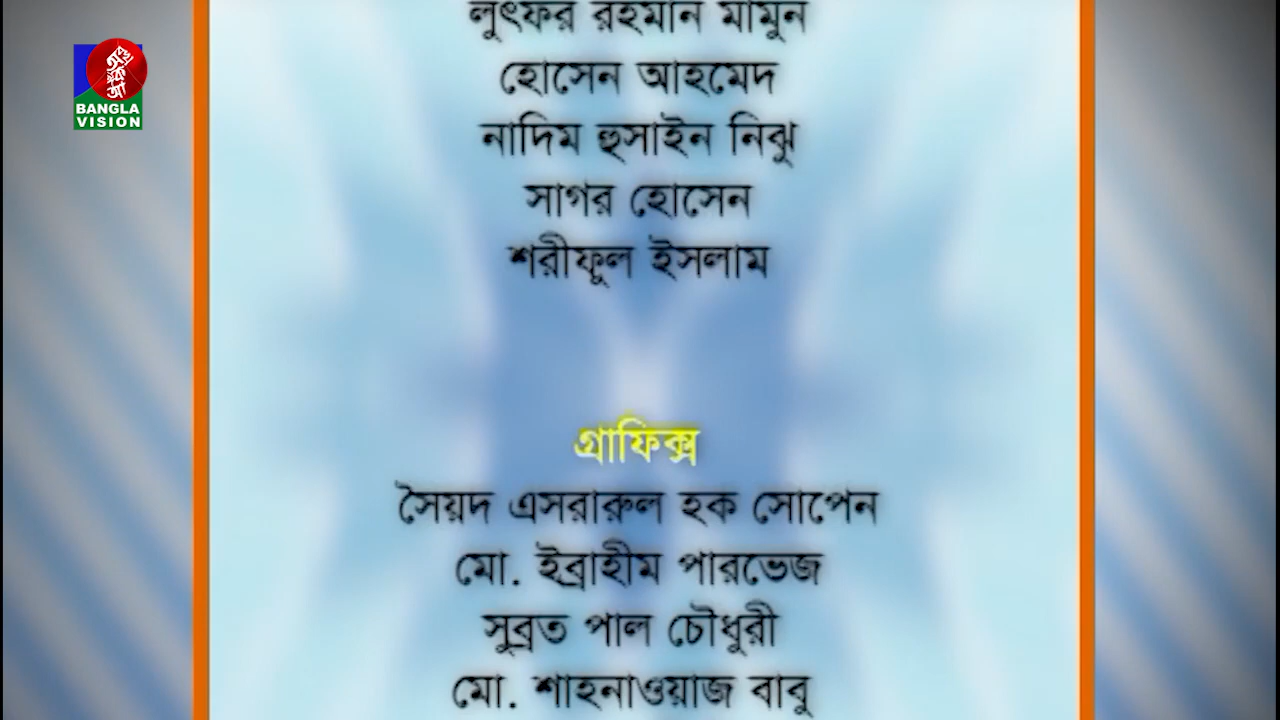 BANGLA
VISION
লুৎফর রহমান মামুন
হোসেন আহমেদ
নাদিম হুসাইন নিঝু
সাগর হোসেন
শরীফূল ইসলাম
গ্রাফিক্স
সৈয়দ এসরারুল হক সোপেন
মো. ইব্রাহীম পারভেজ
সুব্রত পাল চৌধুরী
মো. শাহনাওয়াজ বাবু